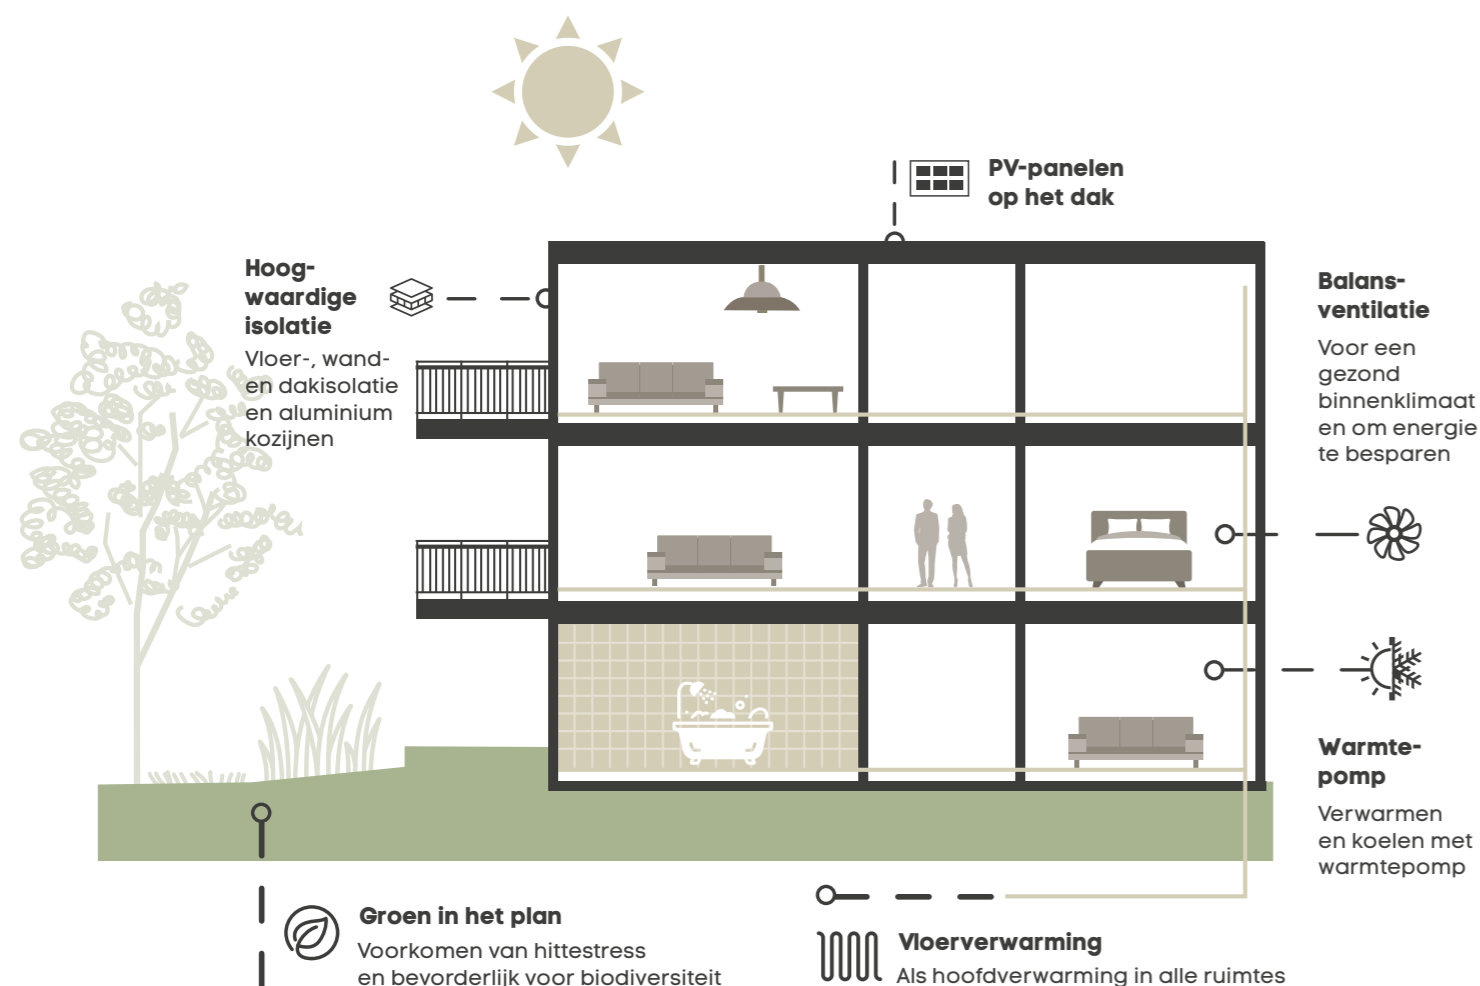 PV-panelen
op het dak
Hoog-
waardige
isolatie
Vloer-, wand-
en dakisolatie
en aluminium
kozijnen
Balans-
ventilatie
Voor een
gezond
binnenklimaat
en om energie
te besparen
Warmte-
pomp
Verwarmen
en koelen met
warmtepomp
Groen in het plan
Voorkomen van hittestress
en bevorderlijk voor biodiversiteit
Vloerverwarming
Als hoofdverwarming in alle ruimtes